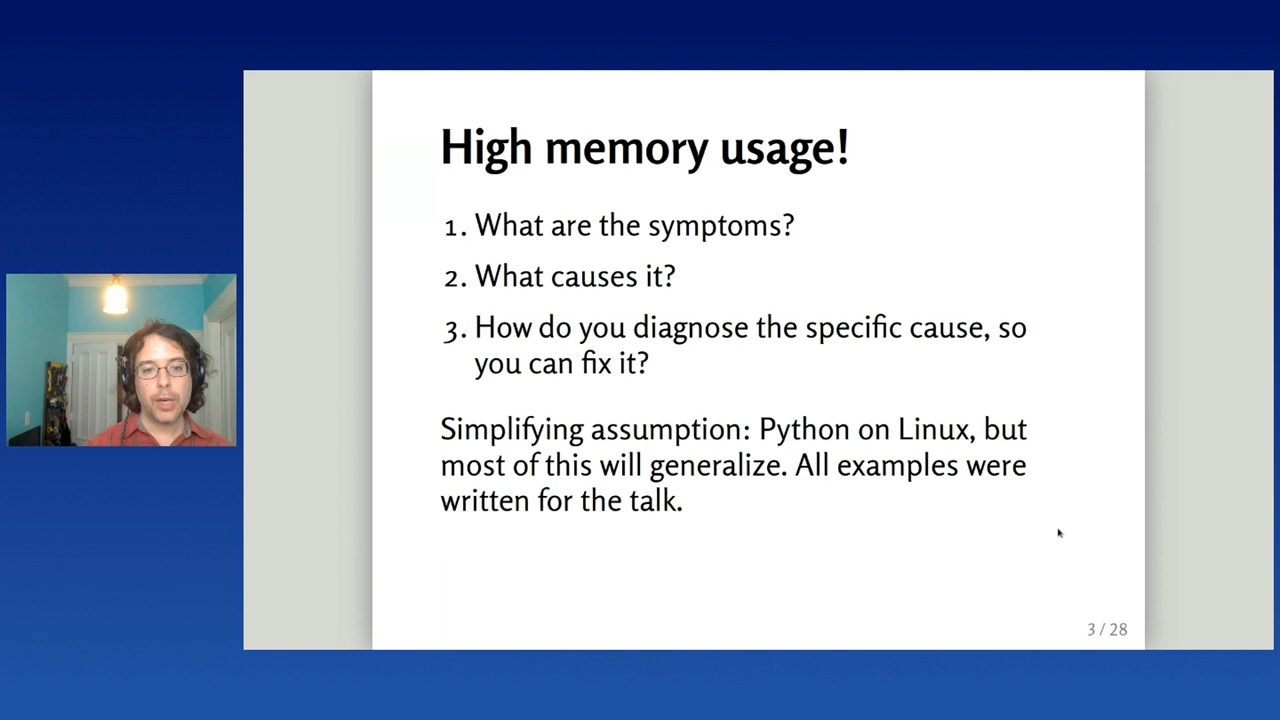 High memory usage!
1. What are the symptoms?
2. What causes it?
3. How do you diagnose the specific cause, so
you can fix it?
Simplifying assumption: Python on Linux, but
most of this will generalize. All examples were
written for the talk.
3 / 28